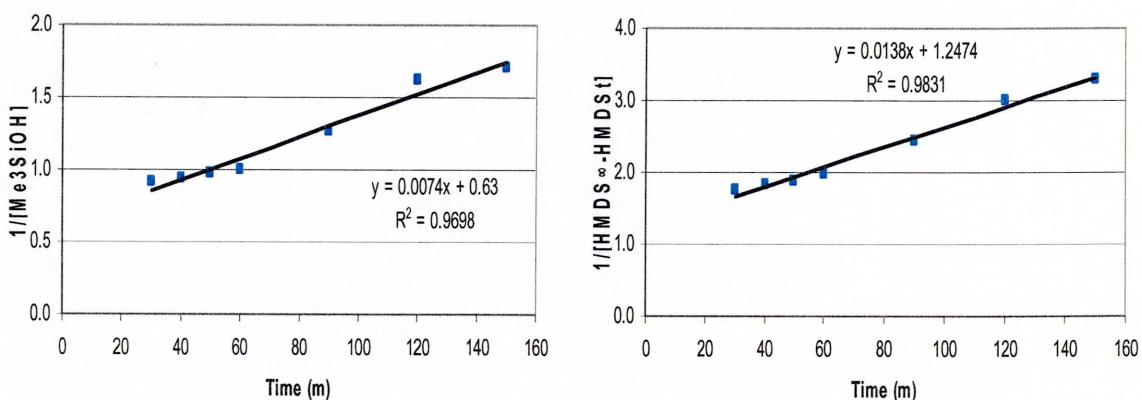 2.0
1.5
1.0
0.5
0.0
1/[Me3SiOH]
y = 0.0074x + 0.63
R² = 0.9698
0 20 40 60 80 100 120 140 160
Time (m)
4.0
3.0
2.0
1.0
0.0
1/[HMDS∞-HMDSt]
y = 0.0138x + 1.2474
R² = 0.9831
0 20 40 60 80 100 120 140 160
Time (m)